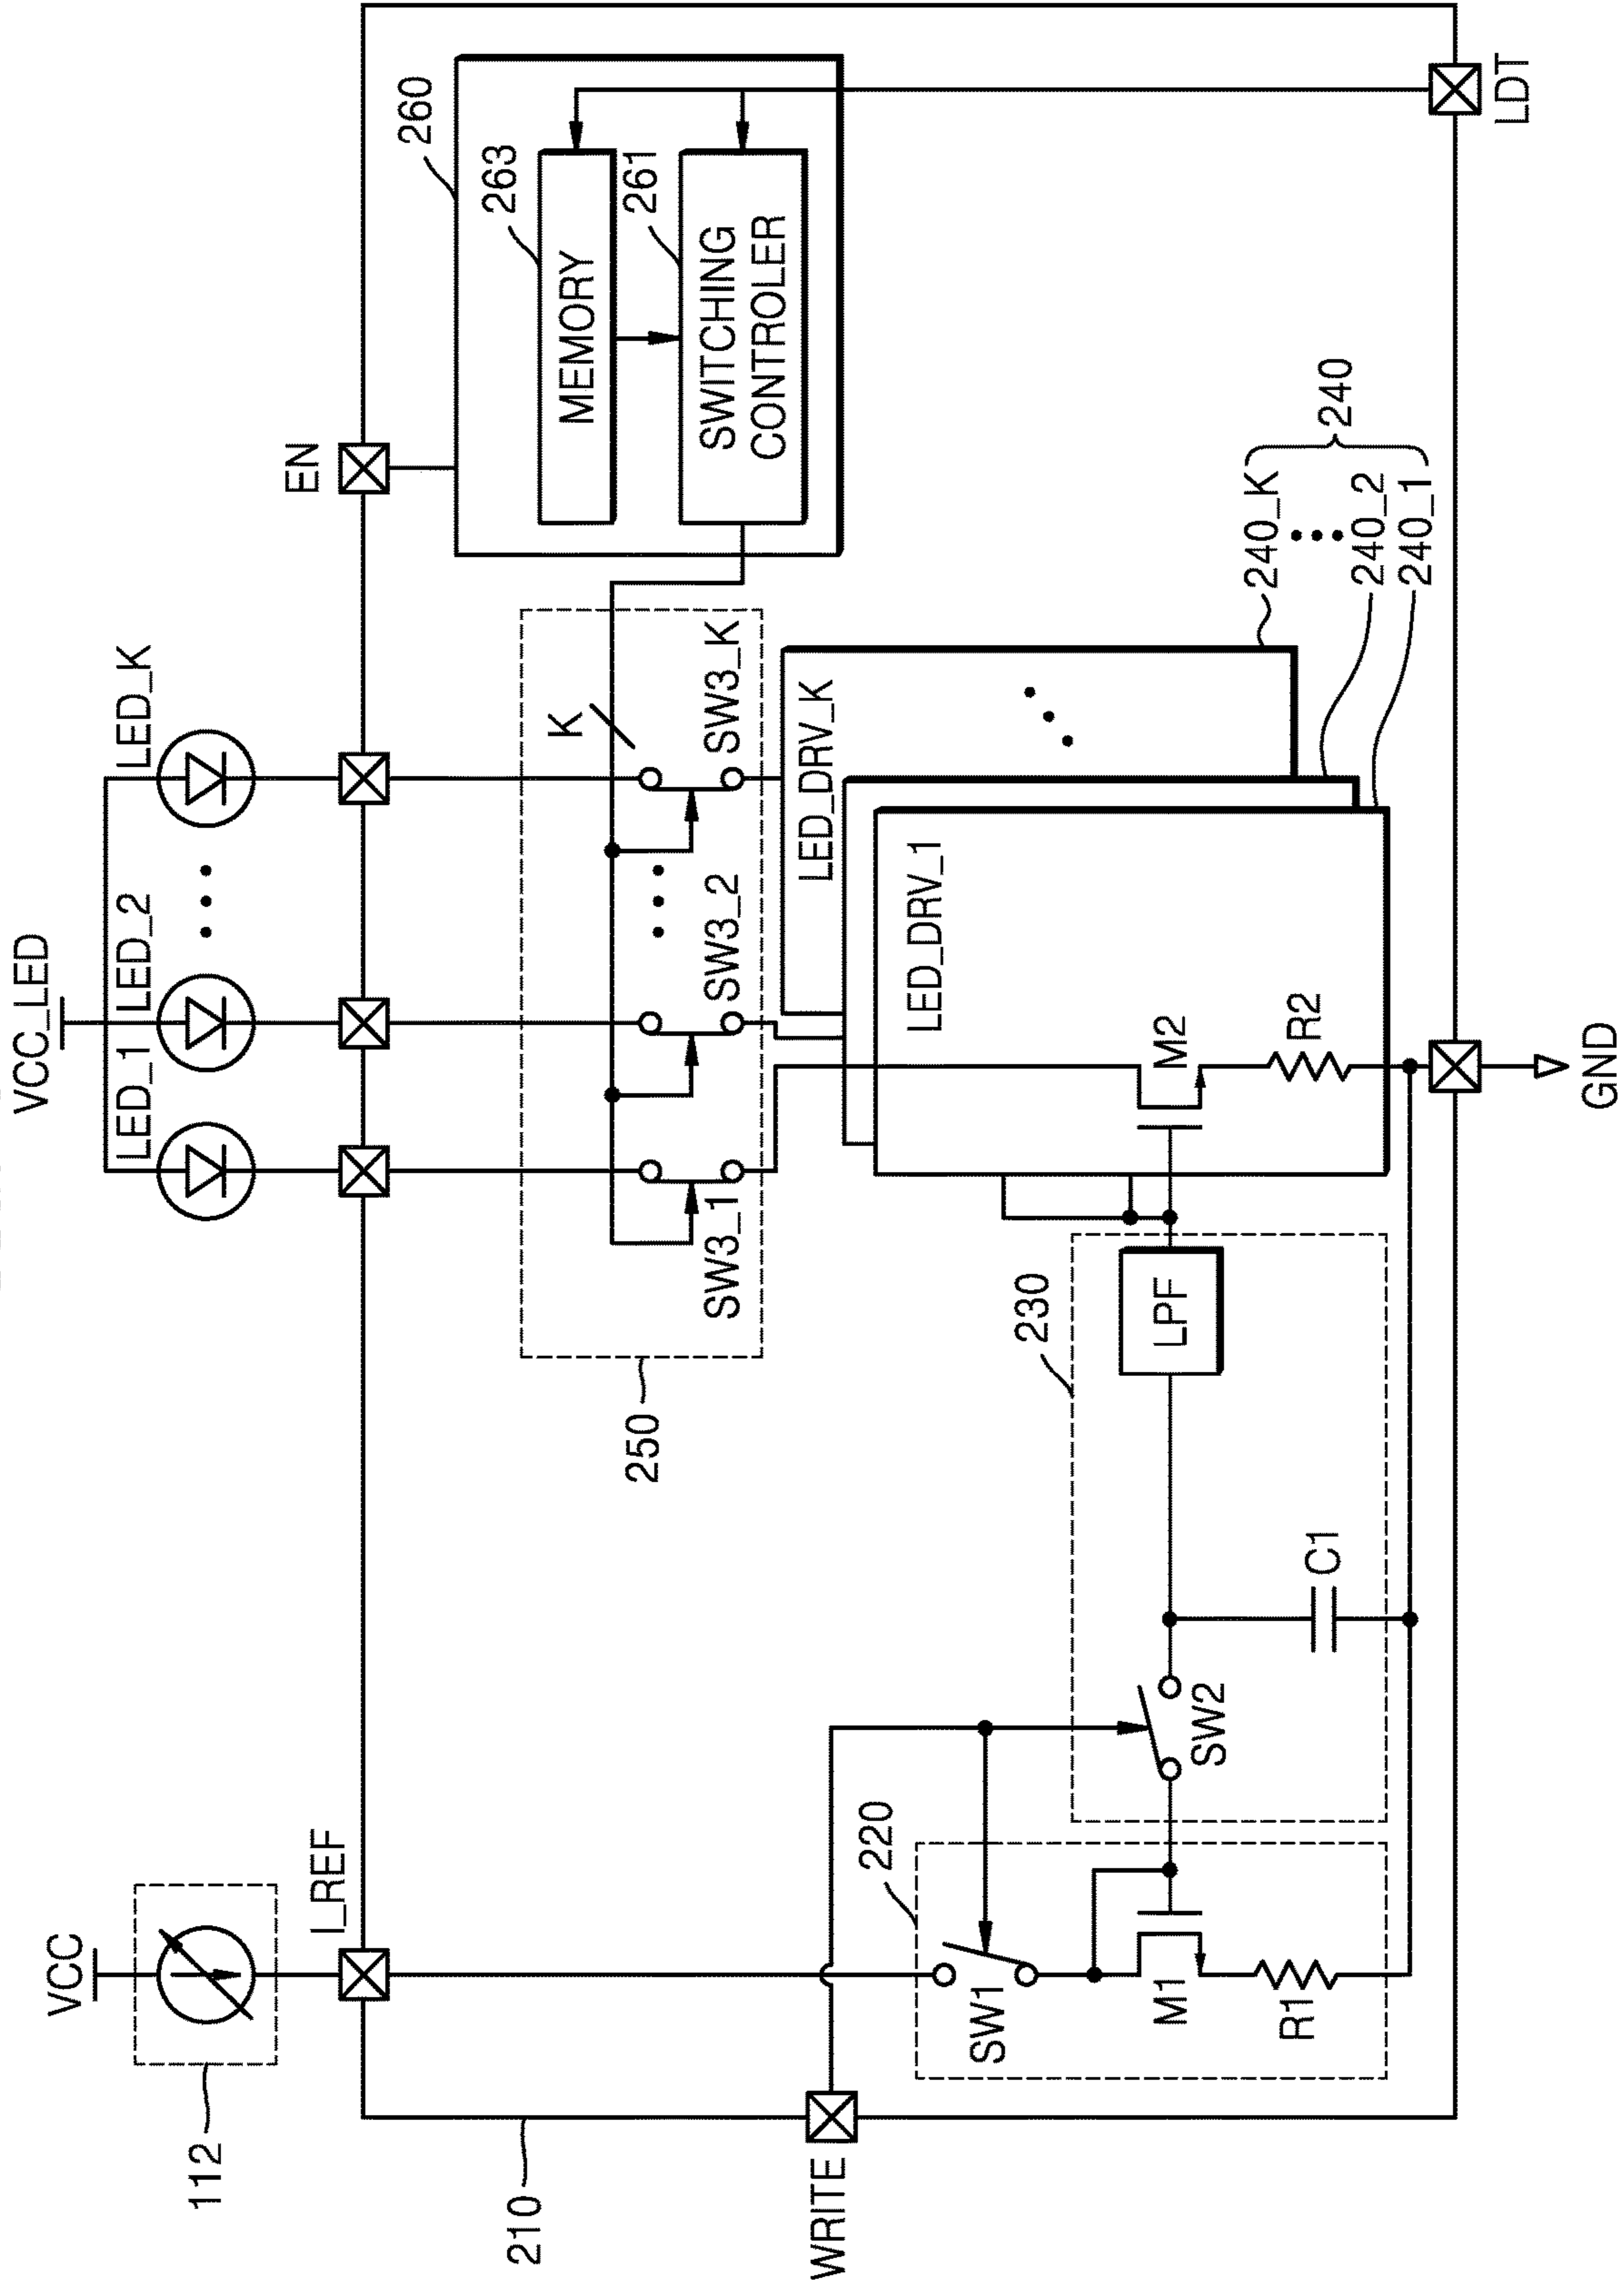 VCC_LED
VCC
112
I_REF
LED_1
LED_2
LED_K
EN
210
260
263
MEMORY
261
SWITCHING
CONTROLER
250
K
SW3_1
SW3_2
SW3_K
WRITE
220
SW1
M1
R1
230
SW2
C1
LPF
LED_DRV_K
LED_DRV_1
M2
R2
240_K
240_2
240_1
240
GND
LDT